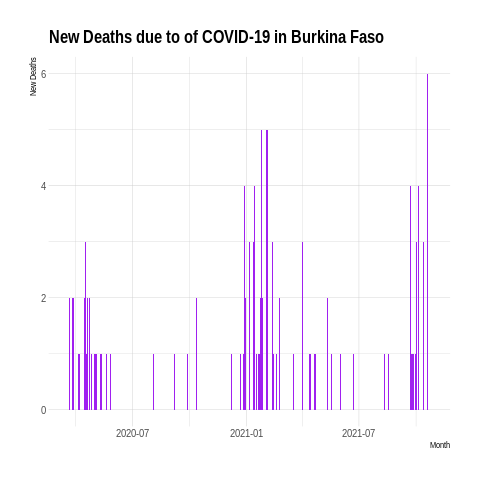 New Deaths due to of COVID-19 in Burkina Faso
New Deaths
6
4
2
0
2020-07
2021-01
2021-07
Month